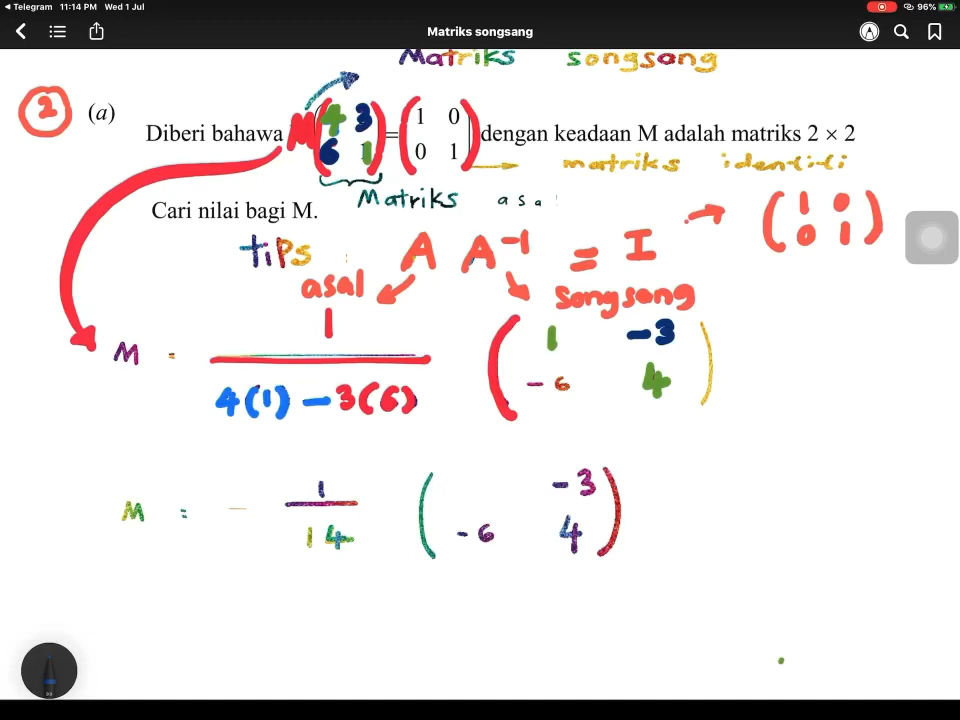 Telegram 11:14 PM Wed 1 Jul 96%
Matriks songsang
Matriks songsang
2 (a)
Diberi bahawa M(4 3 = (1 0 dengan keadaan M adalah matriks 2 × 2
6 1) 0 1) matriks identiti
Matriks asa
Cari nilai bagi M.
tips : A A⁻¹ = I → (1 0
0 1)
asal songsang
M = 1 (1 -3
4(1) - 3(6) -6 4)
M = - 1 ( -3
14 -6 4)